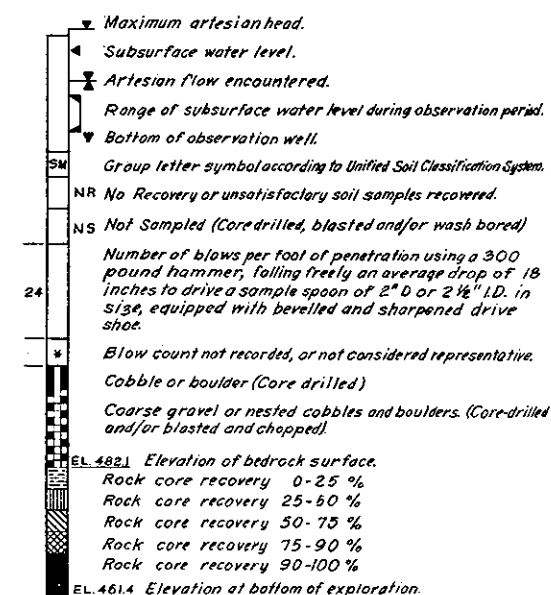 Maximum artesian head.
Subsurface water level.
Artesian flow encountered.
Range of subsurface water level during observation period.
Bottom of observation well.
SM Group letter symbol according to Unified Soil Classification System.
NR No Recovery or unsatisfactory soil samples recovered.
NS Not Sampled (Core drilled, blasted and/or wash bored)
Number of blows per foot of penetration using a 300
pound hammer, falling freely an average drop of 18
24 inches to drive a sample spoon of 2" D or 2 1/2" I.D. in
size, equipped with bevelled and sharpened drive
shoe.
* Blow count not recorded, or not considered representative.
Cobble or boulder (Core drilled)
Coarse gravel or nested cobbles and boulders. (Core-drilled
and/or blasted and chopped).
EL. 482.1 Elevation of bedrock surface.
Rock core recovery 0-25 %
Rock core recovery 25-50 %
Rock core recovery 50-75 %
Rock core recovery 75-90 %
Rock core recovery 90-100 %
EL. 461.4 Elevation at bottom of exploration.